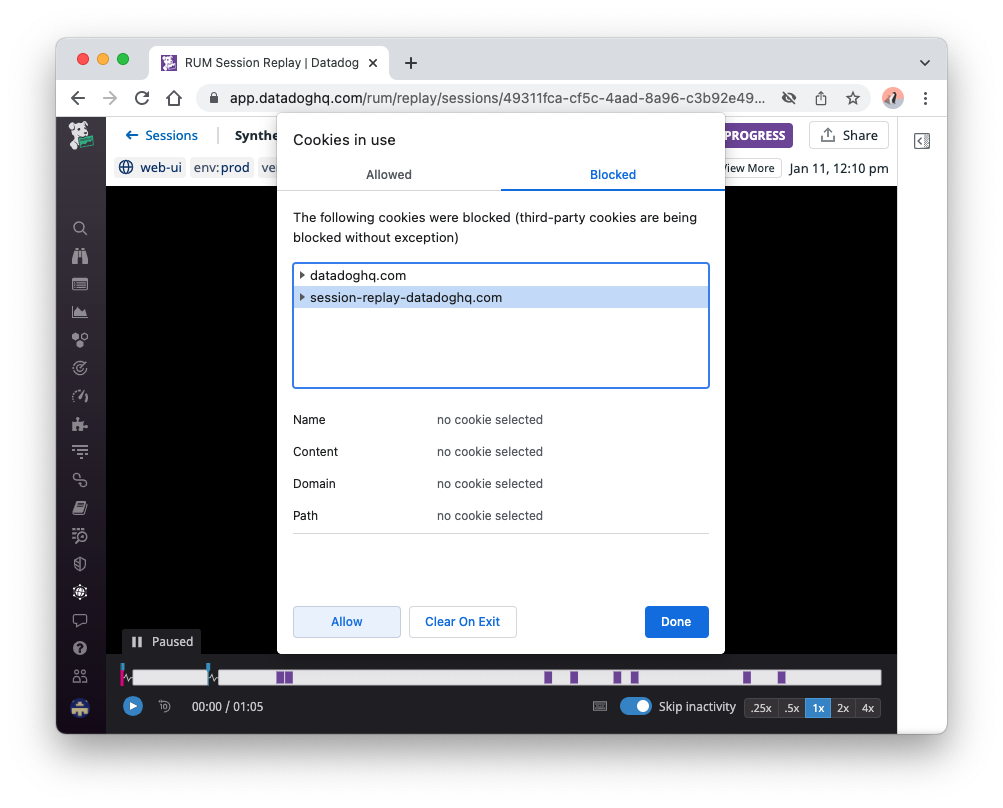 RUM Session Replay | Datadog
app.datadoghq.com/rum/replay/sessions/49311fca-cf5c-4aad-8a96-c3b92e49...
Sessions
Synthe
PROGRESS
Share
web-ui
env:prod
ve
View More
Jan 11, 12:10 pm
Cookies in use
Allowed
Blocked
The following cookies were blocked (third-party cookies are being
blocked without exception)
datadoghq.com
session-replay-datadoghq.com
Name no cookie selected
Content no cookie selected
Domain no cookie selected
Path no cookie selected
Allow
Clear On Exit
Done
Paused
10
00:00 / 01:05
Skip inactivity
.25x .5x 1x 2x 4x